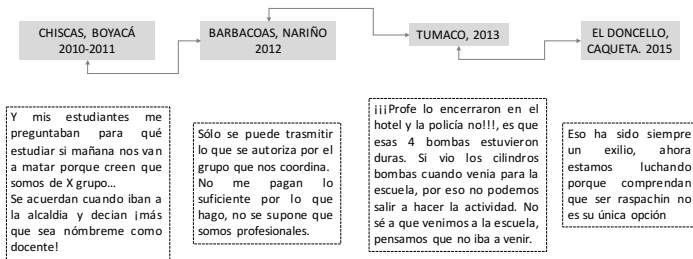 CHISCAS, BOYACÁ
2010-2011
BARBACOAS, NARIÑO
2012
TUMACO, 2013
EL DONCELLO,
CAQUETA. 2015
Y mis estudiantes me
preguntaban para qué
estudiar si mañana nos van
a matar porque creen que
somos de X grupo...
Se acuerdan cuando iban a
la alcaldia y decian ¡más
que sea nómbreme como
docente!
Sólo se puede trasmitir
lo que se autoriza por el
grupo que nos coordina.
No me pagan lo
suficiente por lo que
hago, no se supone que
somos profesionales.
¡¡¡Profe lo encerraron en el
hotel y la policía no!!!, es que
esas 4 bombas estuvieron
duras. Si vio los cilindros
bombas cuando venia para la
escuela, por eso no podemos
salir a hacer la actividad. No
sé a que venimos a la escuela,
pensamos que no iba a venir.
Eso ha sido siempre
un exilio, ahora
estamos luchando
porque comprendan
que ser raspachin no
es su única opción